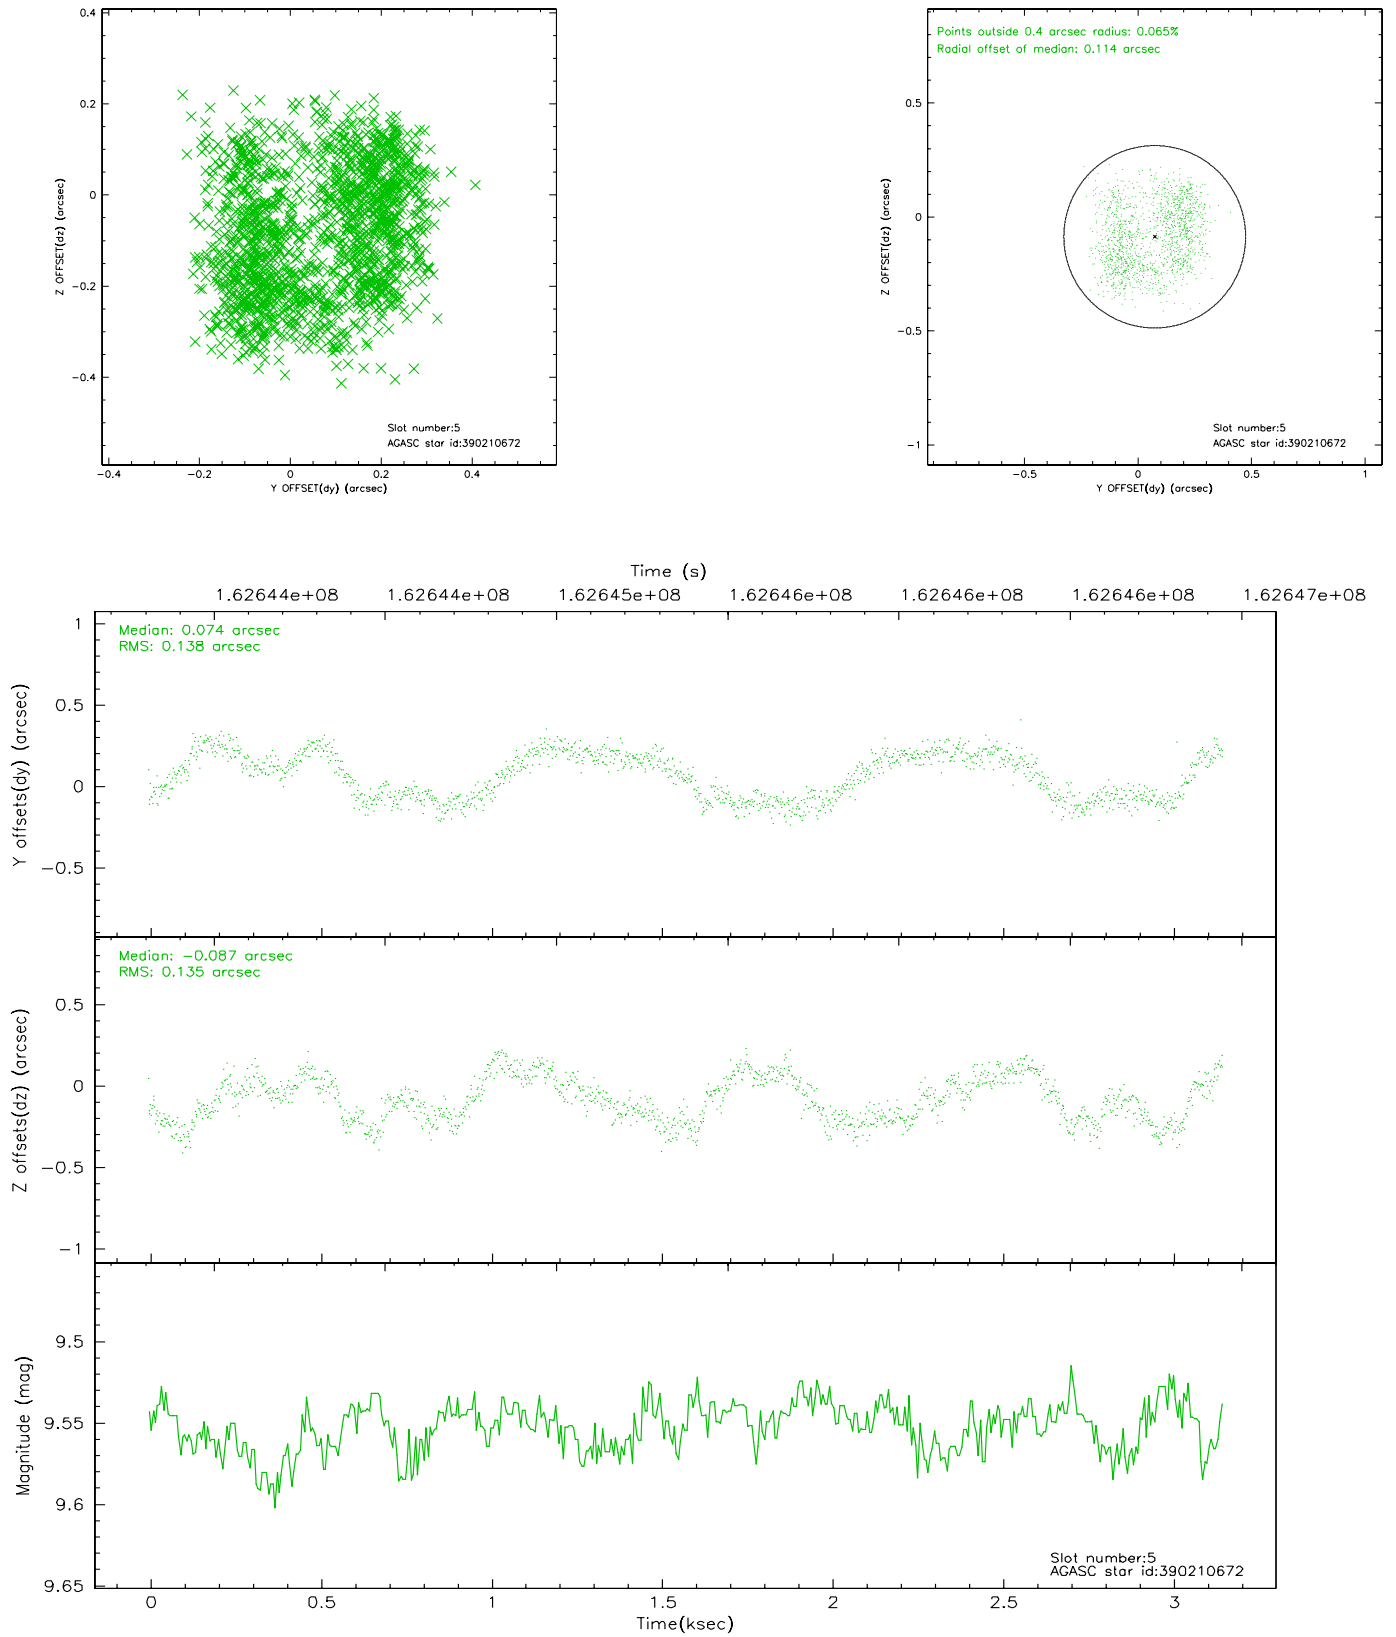 0.4
0.2
0
−0.2
−0.4
Z OFFSET(dz) (arcsec)
Slot number:5
AGASC star id:390210672
−0.4
−0.2
0
0.2
0.4
Y OFFSET(dy) (arcsec)
Points outside 0.4 arcsec radius: 0.065%
Radial offset of median: 0.114 arcsec
0.5
0
−0.5
−1
Z OFFSET(dz) (arcsec)
Slot number:5
AGASC star id:390210672
−0.5
0
0.5
1
Y OFFSET(dy) (arcsec)
Time (s)
1.62644e+08
1.62644e+08
1.62645e+08
1.62646e+08
1.62646e+08
1.62646e+08
1.62647e+08
Median: 0.074 arcsec
RMS: 0.138 arcsec
1
0.5
0
−0.5
Y offsets(dy) (arcsec)
Median: −0.087 arcsec
RMS: 0.135 arcsec
0.5
0
−0.5
−1
Z offsets(dz) (arcsec)
9.5
9.55
9.6
9.65
Magnitude (mag)
Slot number:5
AGASC star id:390210672
0
0.5
1
1.5
2
2.5
3
Time(ksec)